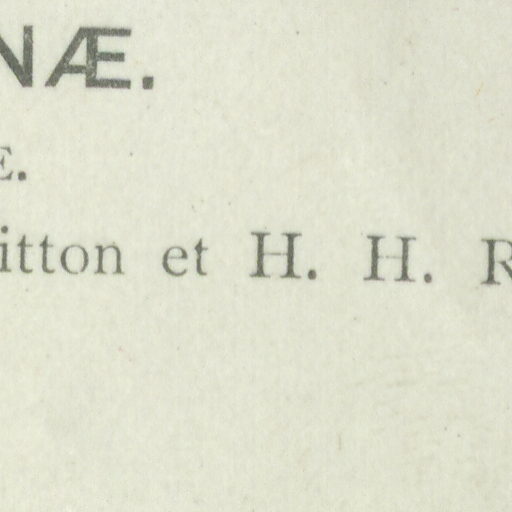 NÆ.
E.
itton et H. H. R